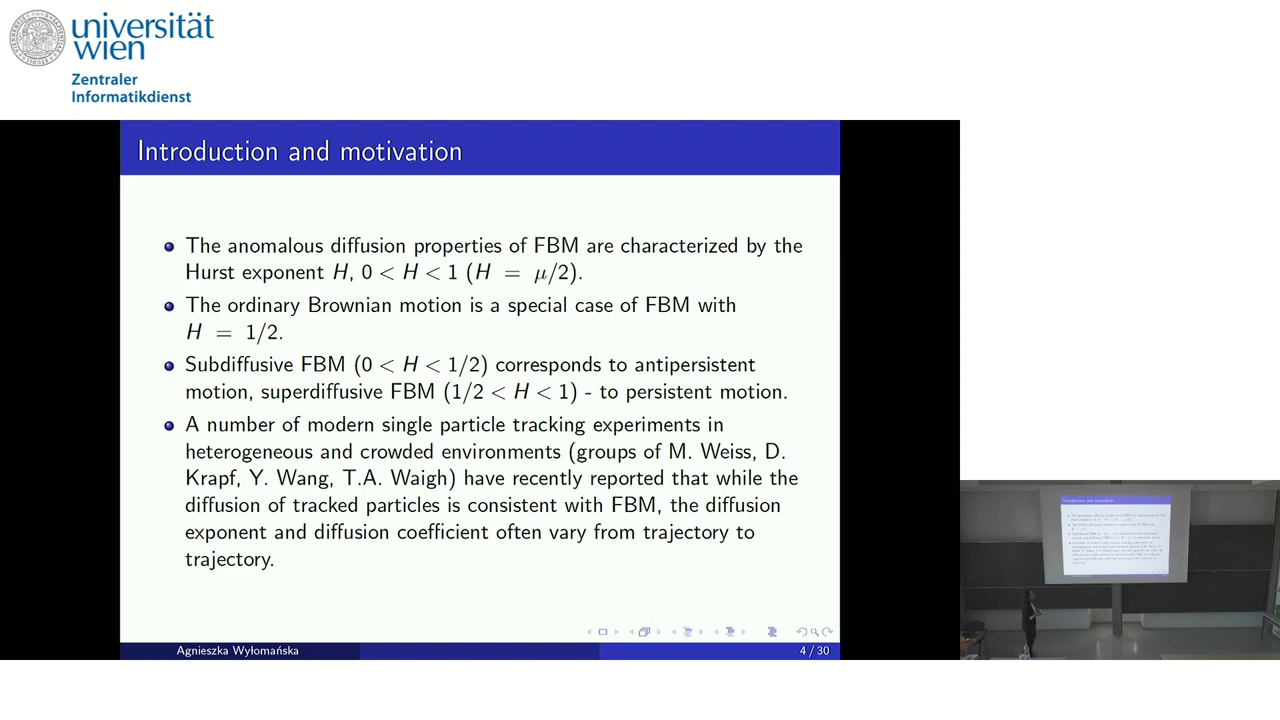 universität
wien
Zentraler
Informatikdienst
Introduction and motivation
The anomalous diffusion properties of FBM are characterized by the
Hurst exponent H, 0 < H < 1 (H = μ/2).
The ordinary Brownian motion is a special case of FBM with
H = 1/2.
Subdiffusive FBM (0 < H < 1/2) corresponds to antipersistent
motion, superdiffusive FBM (1/2 < H < 1) - to persistent motion.
A number of modern single particle tracking experiments in
heterogeneous and crowded environments (groups of M. Weiss, D.
Krapf, Y. Wang, T.A. Waigh) have recently reported that while the
diffusion of tracked particles is consistent with FBM, the diffusion
exponent and diffusion coefficient often vary from trajectory to
trajectory.
Agnieszka Wyłomańska
4 / 30
Introduction and motivation